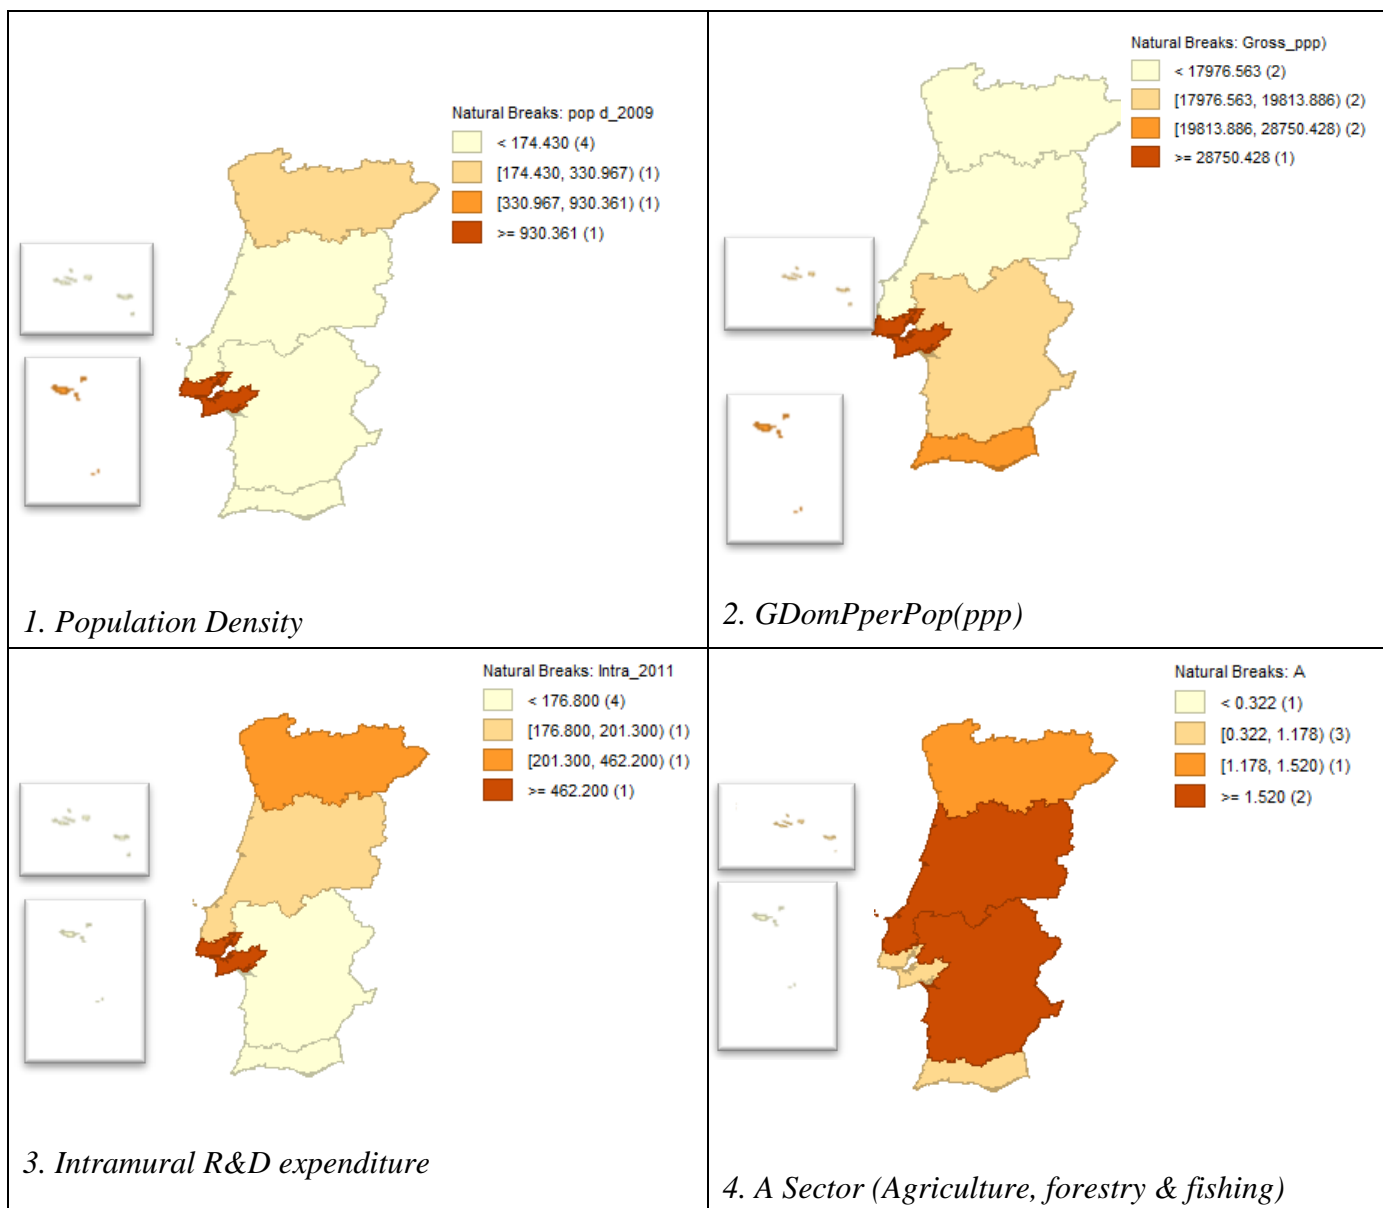 Natural Breaks: pop d_2009
< 174.430 (4)
[174.430, 330.967) (1)
[330.967, 930.361) (1)
>= 930.361 (1)
1. Population Density
Natural Breaks: Gross_ppp)
< 17976.563 (2)
[17976.563, 19813.886) (2)
[19813.886, 28750.428) (2)
>= 28750.428 (1)
2. GDomPperPop(ppp)
Natural Breaks: Intra_2011
< 176.800 (4)
[176.800, 201.300) (1)
[201.300, 462.200) (1)
>= 462.200 (1)
3. Intramural R&D expenditure
Natural Breaks: A
< 0.322 (1)
[0.322, 1.178) (3)
[1.178, 1.520) (1)
>= 1.520 (2)
4. A Sector (Agriculture, forestry & fishing)